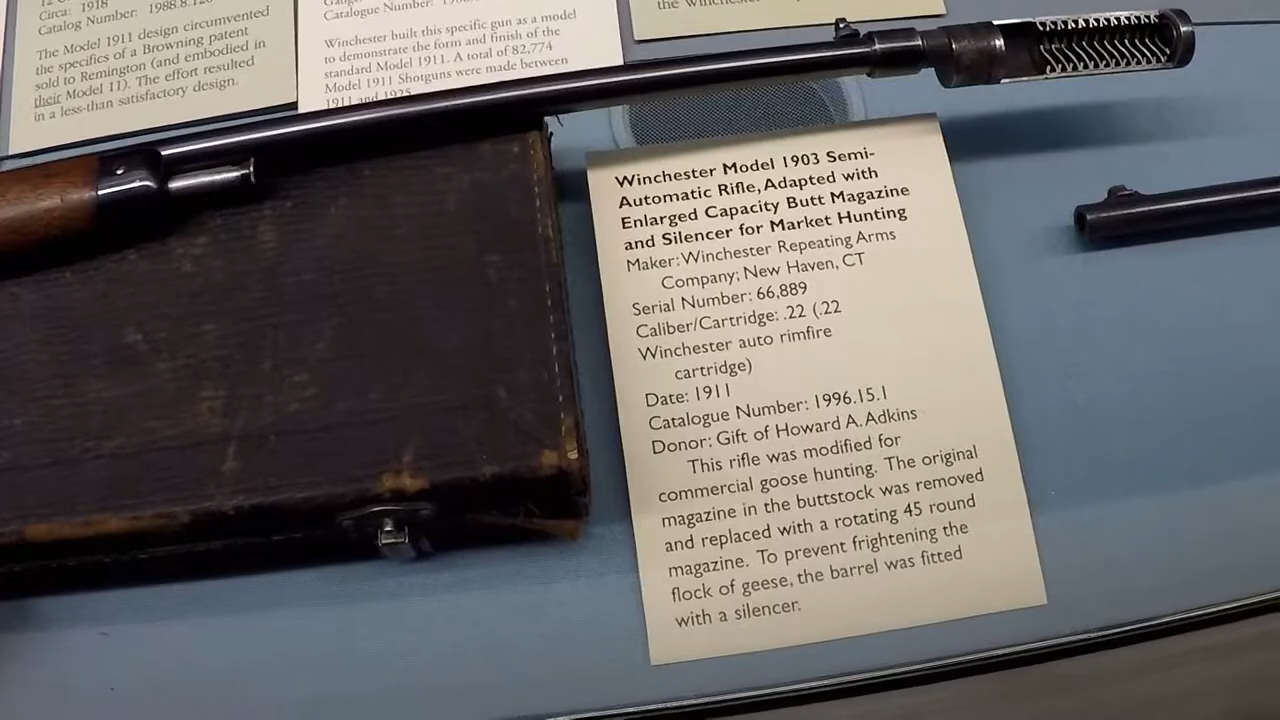 Circa: 1918
Catalog Number: 1988.8.
The Model 1911 design circumvented
the specifics of a Browning patent
sold to Remington (and embodied in
their Model 11). The effort resulted
in a less-than satisfactory design.
Catalogue Number:
Winchester built this specific gun as a model
to demonstrate the form and finish of the
standard Model 1911. A total of 82,774
Model 1911 Shotguns were made between
1911 and 1925.
the Winchester
Winchester Model 1903 Semi-
Automatic Rifle, Adapted with
Enlarged Capacity Butt Magazine
and Silencer for Market Hunting
Maker: Winchester Repeating Arms
Company; New Haven, CT
Serial Number: 66,889
Caliber/Cartridge: .22 (.22
Winchester auto rimfire
cartridge)
Date: 1911
Catalogue Number: 1996.15.1
Donor: Gift of Howard A. Adkins
This rifle was modified for
commercial goose hunting. The original
magazine in the buttstock was removed
and replaced with a rotating 45 round
magazine. To prevent frightening the
flock of geese, the barrel was fitted
with a silencer.